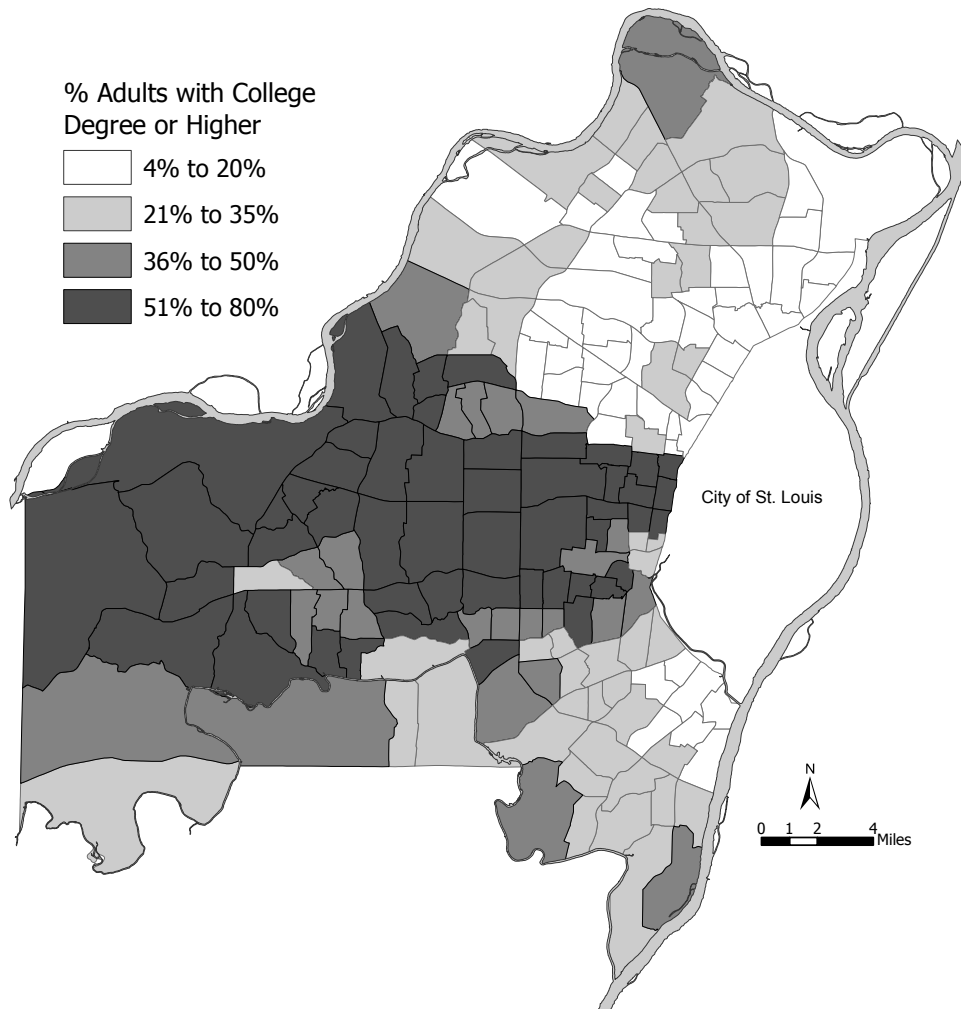 % Adults with College
Degree or Higher
4% to 20%
21% to 35%
36% to 50%
51% to 80%
City of St. Louis
N
0 1 2 4
Miles